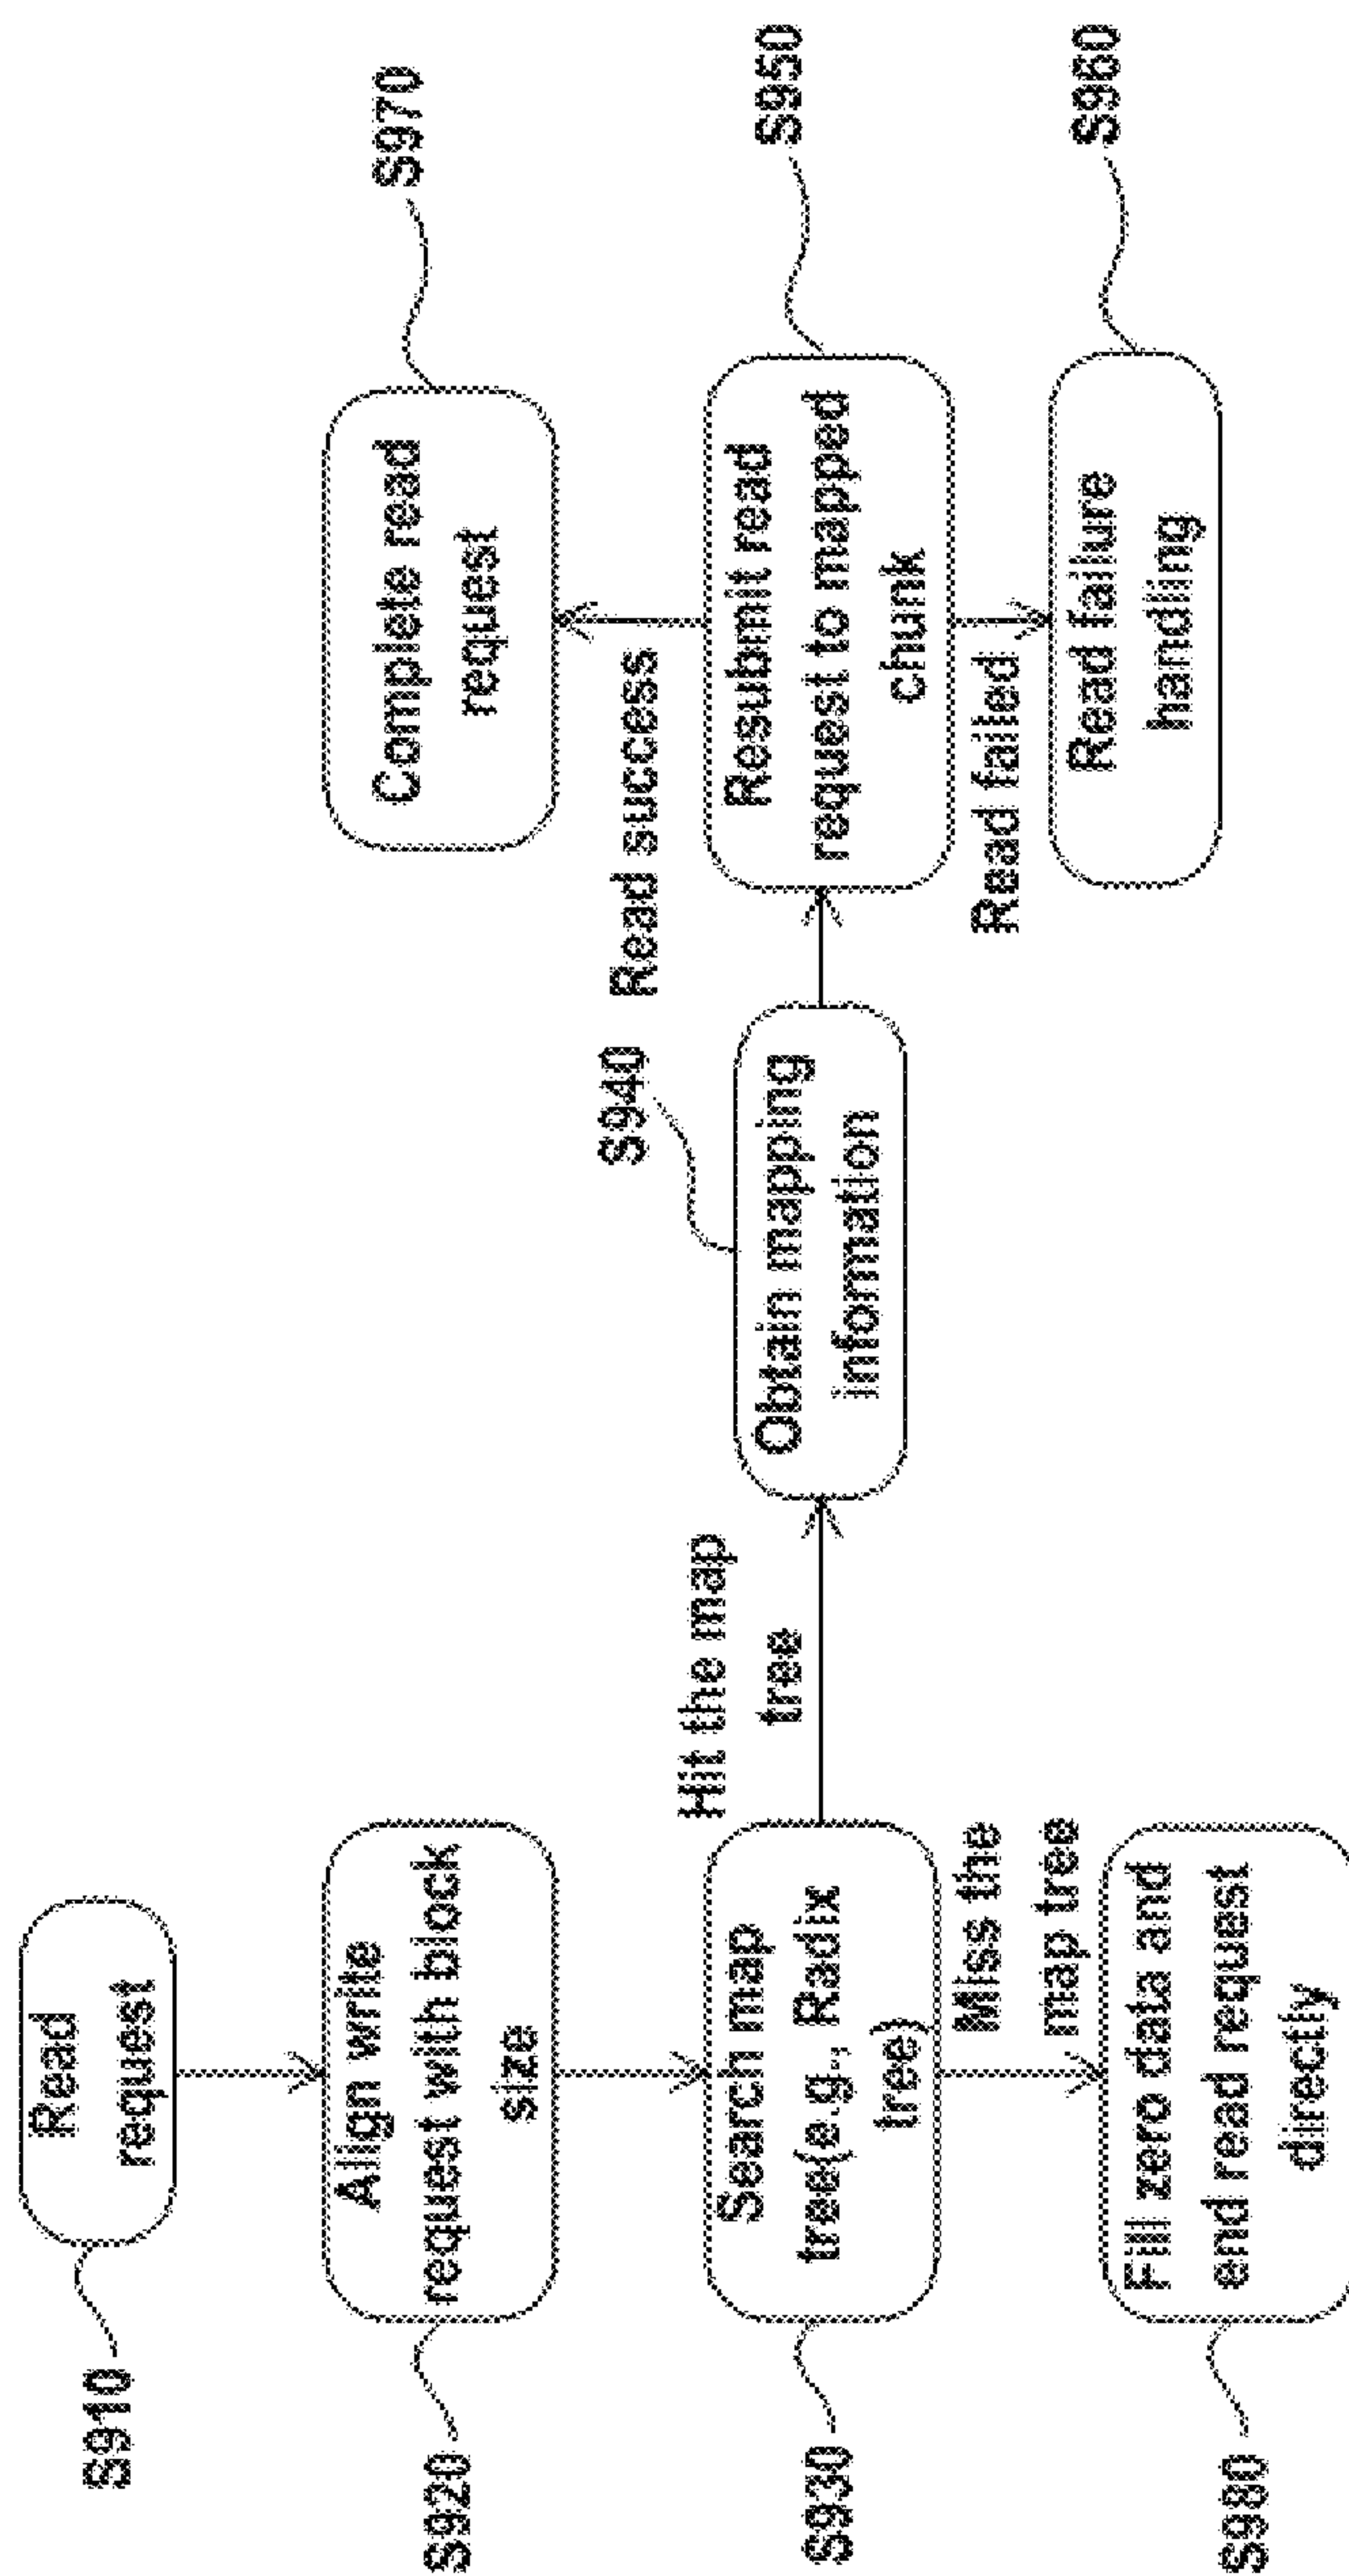 Read
request
S910
Align write
request with block
size
S920
Search map
tree(e.g., Radix
tree)
S930
Miss the
map tree
Fill zero data and
end read request
directly
S980
Hit the map
tree
Obtain mapping
information
S940
Resubmit read
request to mapped
chunk
S950
Read success
Complete read
request
S970
Read failed
Read failure
handling
S960